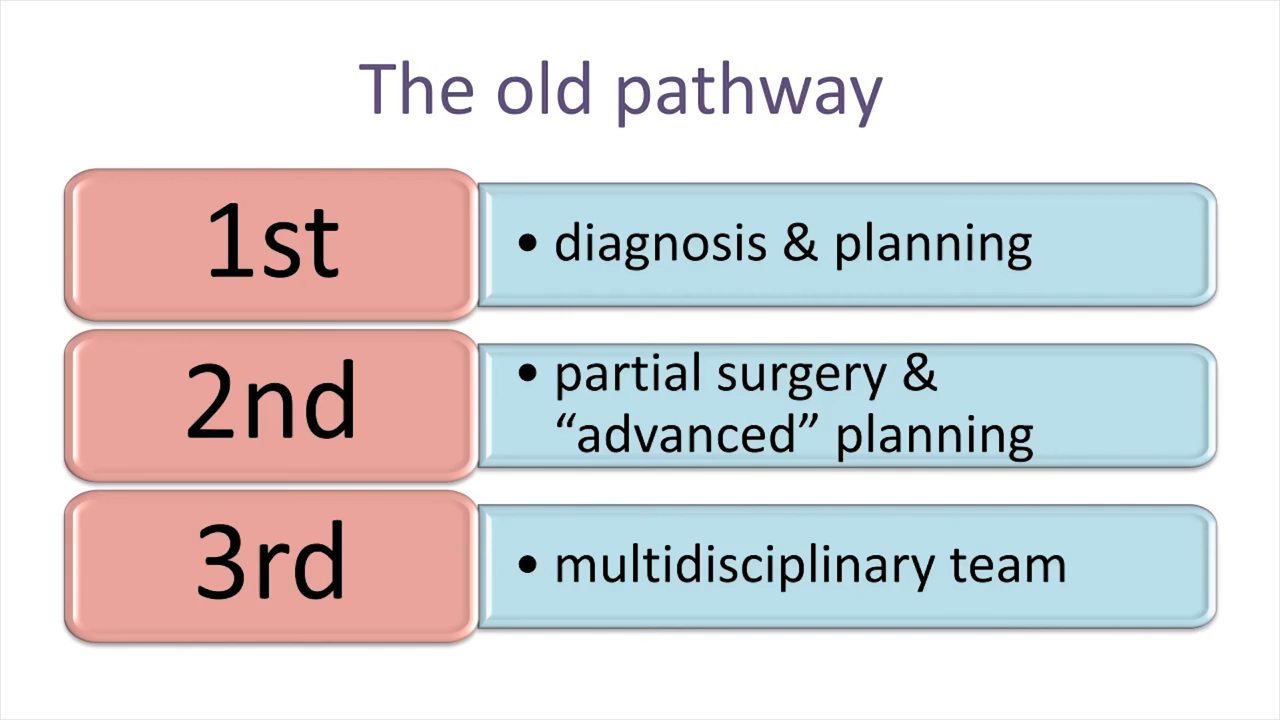 The old pathway
1st
• diagnosis & planning
2nd
• partial surgery &
“advanced” planning
3rd
• multidisciplinary team